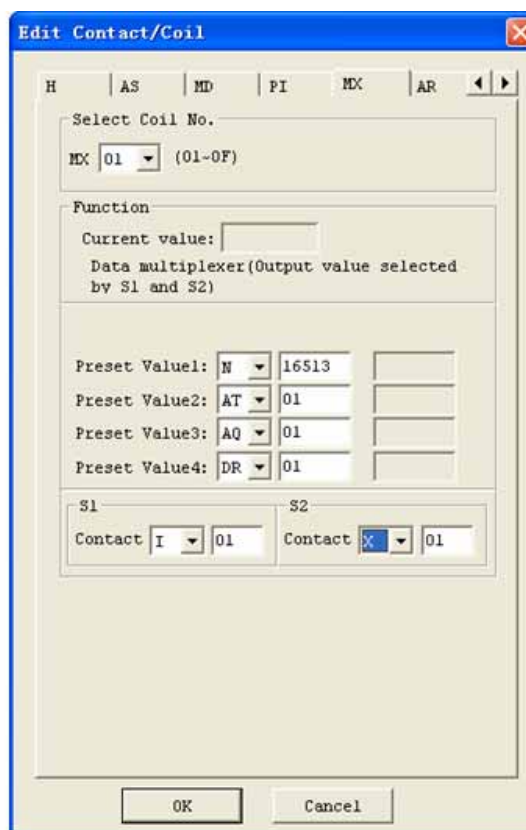 Edit Contact/Coil
H AS MD PI MX AR
Select Coil No.
MX 01 (01~0F)
Function
Current value:
Data multiplexer(Output value selected
by S1 and S2)
Preset Value1: N 16513
Preset Value2: AT 01
Preset Value3: AQ 01
Preset Value4: DR 01
S1 S2
Contact I 01 Contact X 01
OK Cancel